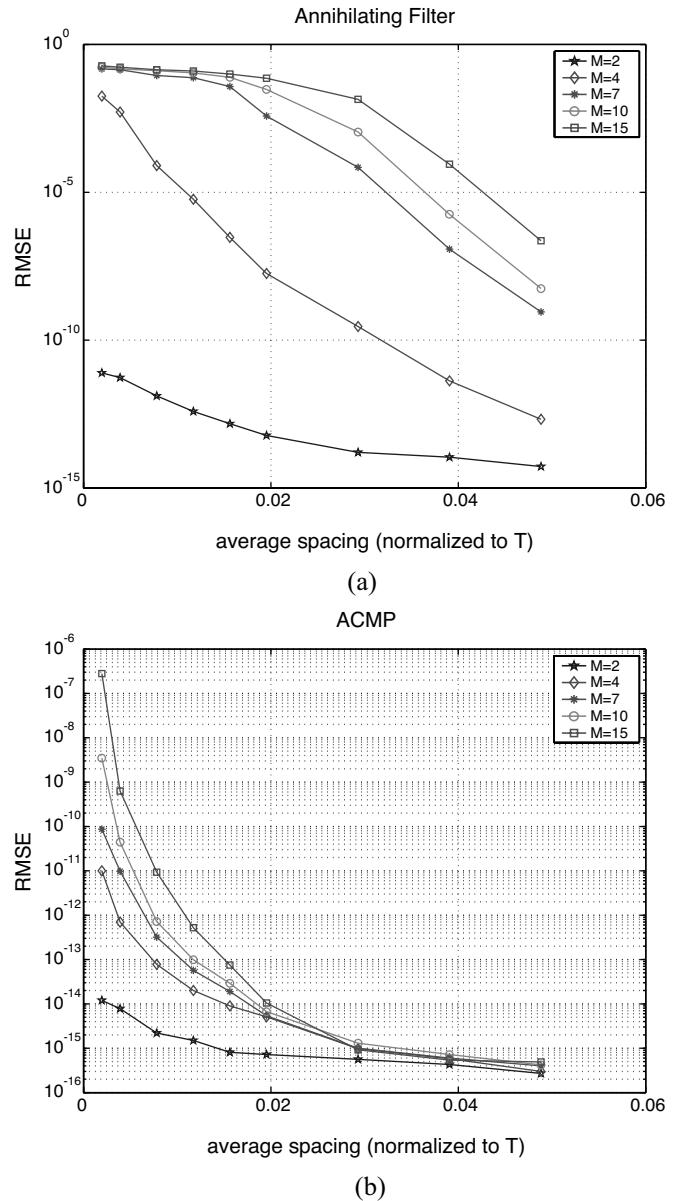 Annihilating Filter
10^0
10^-5
10^-10
10^-15
RMSE
M=2
M=4
M=7
M=10
M=15
0
0.02
0.04
0.06
average spacing (normalized to T)
(a)
ACMP
10^-6
10^-7
10^-8
10^-9
10^-10
10^-11
10^-12
10^-13
10^-14
10^-15
10^-16
RMSE
M=2
M=4
M=7
M=10
M=15
0
0.02
0.04
0.06
average spacing (normalized to T)
(b)